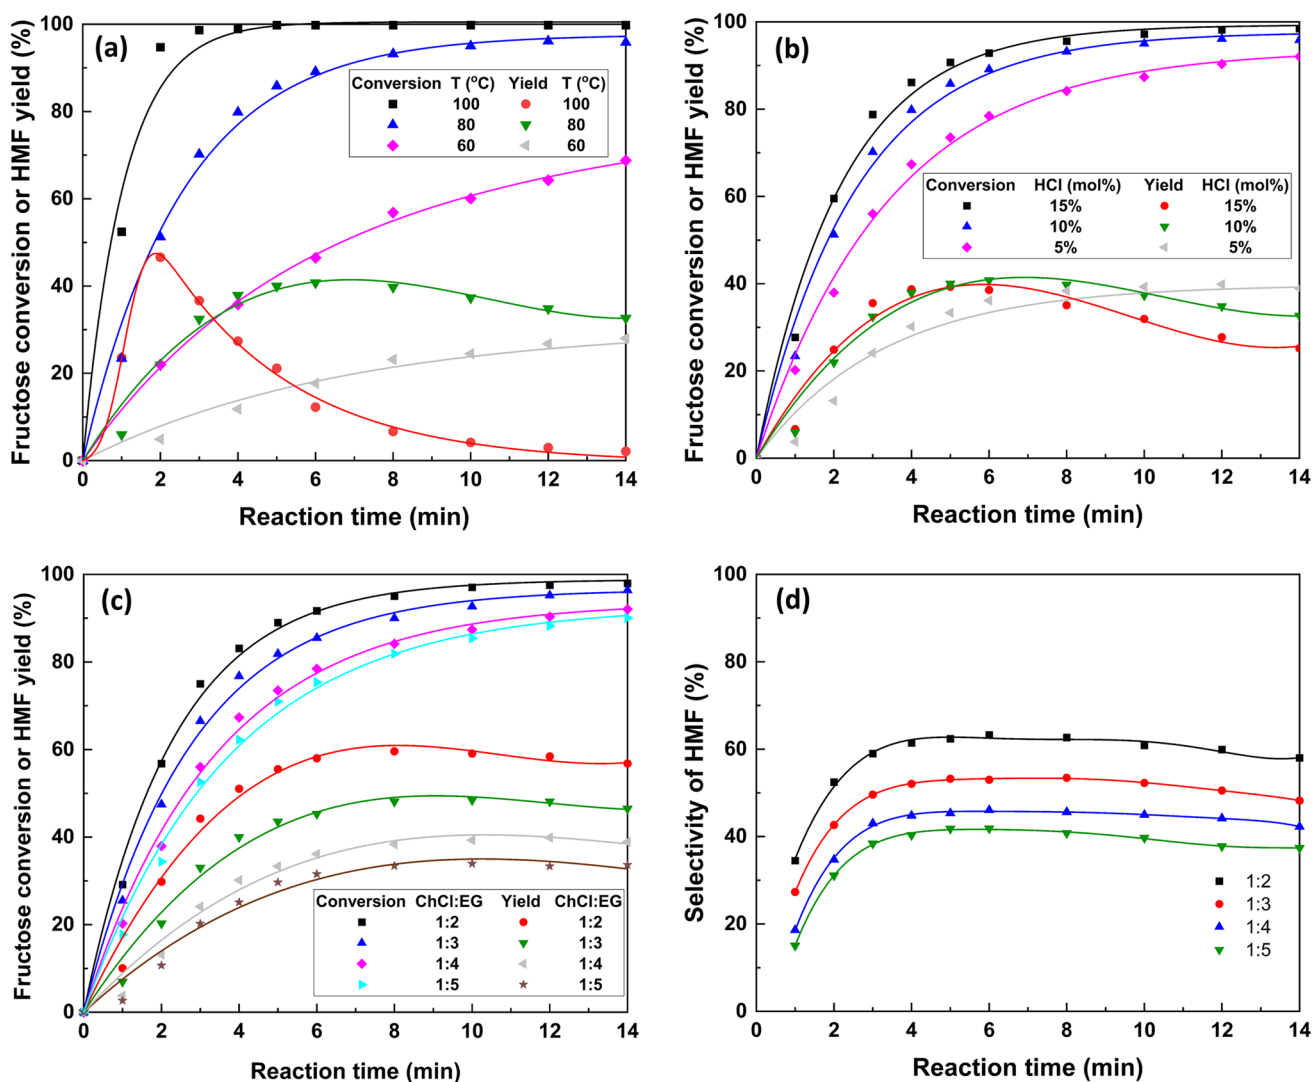 (a)
Fructose conversion or HMF yield (%)
100
80
60
40
20
0
Conversion T (°C) Yield T (°C)
100 100
80 80
60 60
0 2 4 6 8 10 12 14
Reaction time (min)
(b)
Fructose conversion or HMF yield (%)
100
80
60
40
20
0
Conversion HCl (mol%) Yield HCl (mol%)
15% 15%
10% 10%
5% 5%
0 2 4 6 8 10 12 14
Reaction time (min)
(c)
Fructose conversion or HMF yield (%)
100
80
60
40
20
0
Conversion ChCl:EG Yield ChCl:EG
1:2 1:2
1:3 1:3
1:4 1:4
1:5 1:5
0 2 4 6 8 10 12 14
Reaction time (min)
(d)
Selectivity of HMF (%)
100
80
60
40
20
0
1:2
1:3
1:4
1:5
0 2 4 6 8 10 12 14
Reaction time (min)